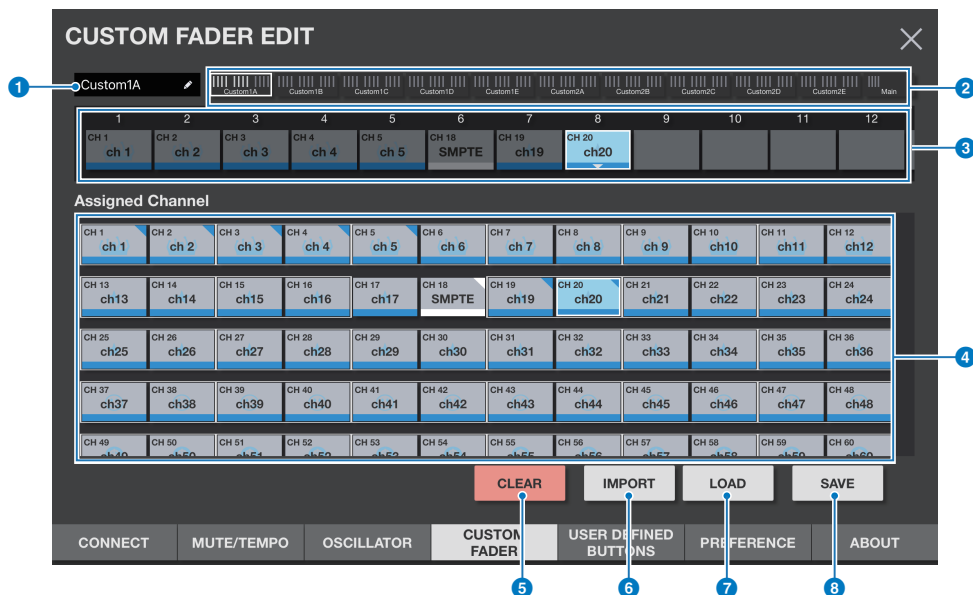 CUSTOM FADER EDIT
1
Custom1A
Custom1A Custom1B Custom1C Custom1D Custom1E Custom2A Custom2B Custom2C Custom2D Custom2E Main
2
1 2 3 4 5 6 7 8 9 10 11 12
CH 1 CH 2 CH 3 CH 4 CH 5 CH 18 CH 19 CH 20
ch 1 ch 2 ch 3 ch 4 ch 5 SMPTE ch19 ch20
3
Assigned Channel
CH 1 CH 2 CH 3 CH 4 CH 5 CH 6 CH 7 CH 8 CH 9 CH 10 CH 11 CH 12
ch 1 ch 2 ch 3 ch 4 ch 5 ch 6 ch 7 ch 8 ch 9 ch10 ch11 ch12
CH 13 CH 14 CH 15 CH 16 CH 17 CH 18 CH 19 CH 20 CH 21 CH 22 CH 23 CH 24
ch13 ch14 ch15 ch16 ch17 SMPTE ch19 ch20 ch21 ch22 ch23 ch24
CH 25 CH 26 CH 27 CH 28 CH 29 CH 30 CH 31 CH 32 CH 33 CH 34 CH 35 CH 36
ch25 ch26 ch27 ch28 ch29 ch30 ch31 ch32 ch33 ch34 ch35 ch36
4
CH 37 CH 38 CH 39 CH 40 CH 41 CH 42 CH 43 CH 44 CH 45 CH 46 CH 47 CH 48
ch37 ch38 ch39 ch40 ch41 ch42 ch43 ch44 ch45 ch46 ch47 ch48
CH 49 CH 50 CH 51 CH 52 CH 53 CH 54 CH 55 CH 56 CH 57 CH 58 CH 59 CH 60
ch49 ch50 ch51 ch52 ch53 ch54 ch55 ch56 ch57 ch58 ch59 ch60
CLEAR IMPORT LOAD SAVE
CONNECT MUTE/TEMPO OSCILLATOR CUSTOM FADER USER DEFINED BUTTONS PREFERENCE ABOUT
5 6 7 8